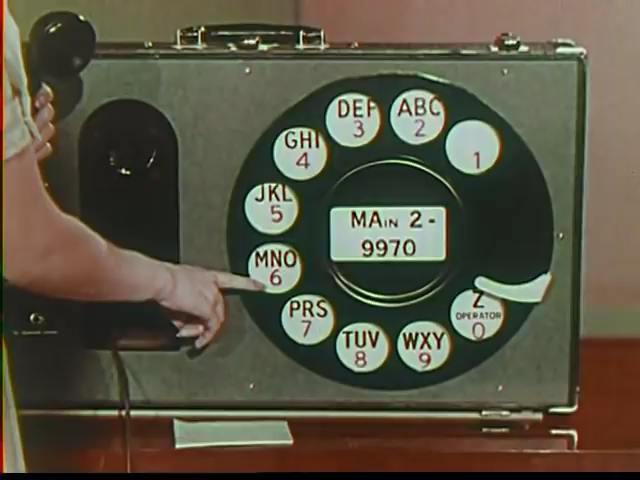 ABC
2
DEF
3
1
GHI
4
JKL
5
MAIN 2-
9970
MNO
6
PRS
7
TUV
8
WXY
9
Z
OPERATOR
0